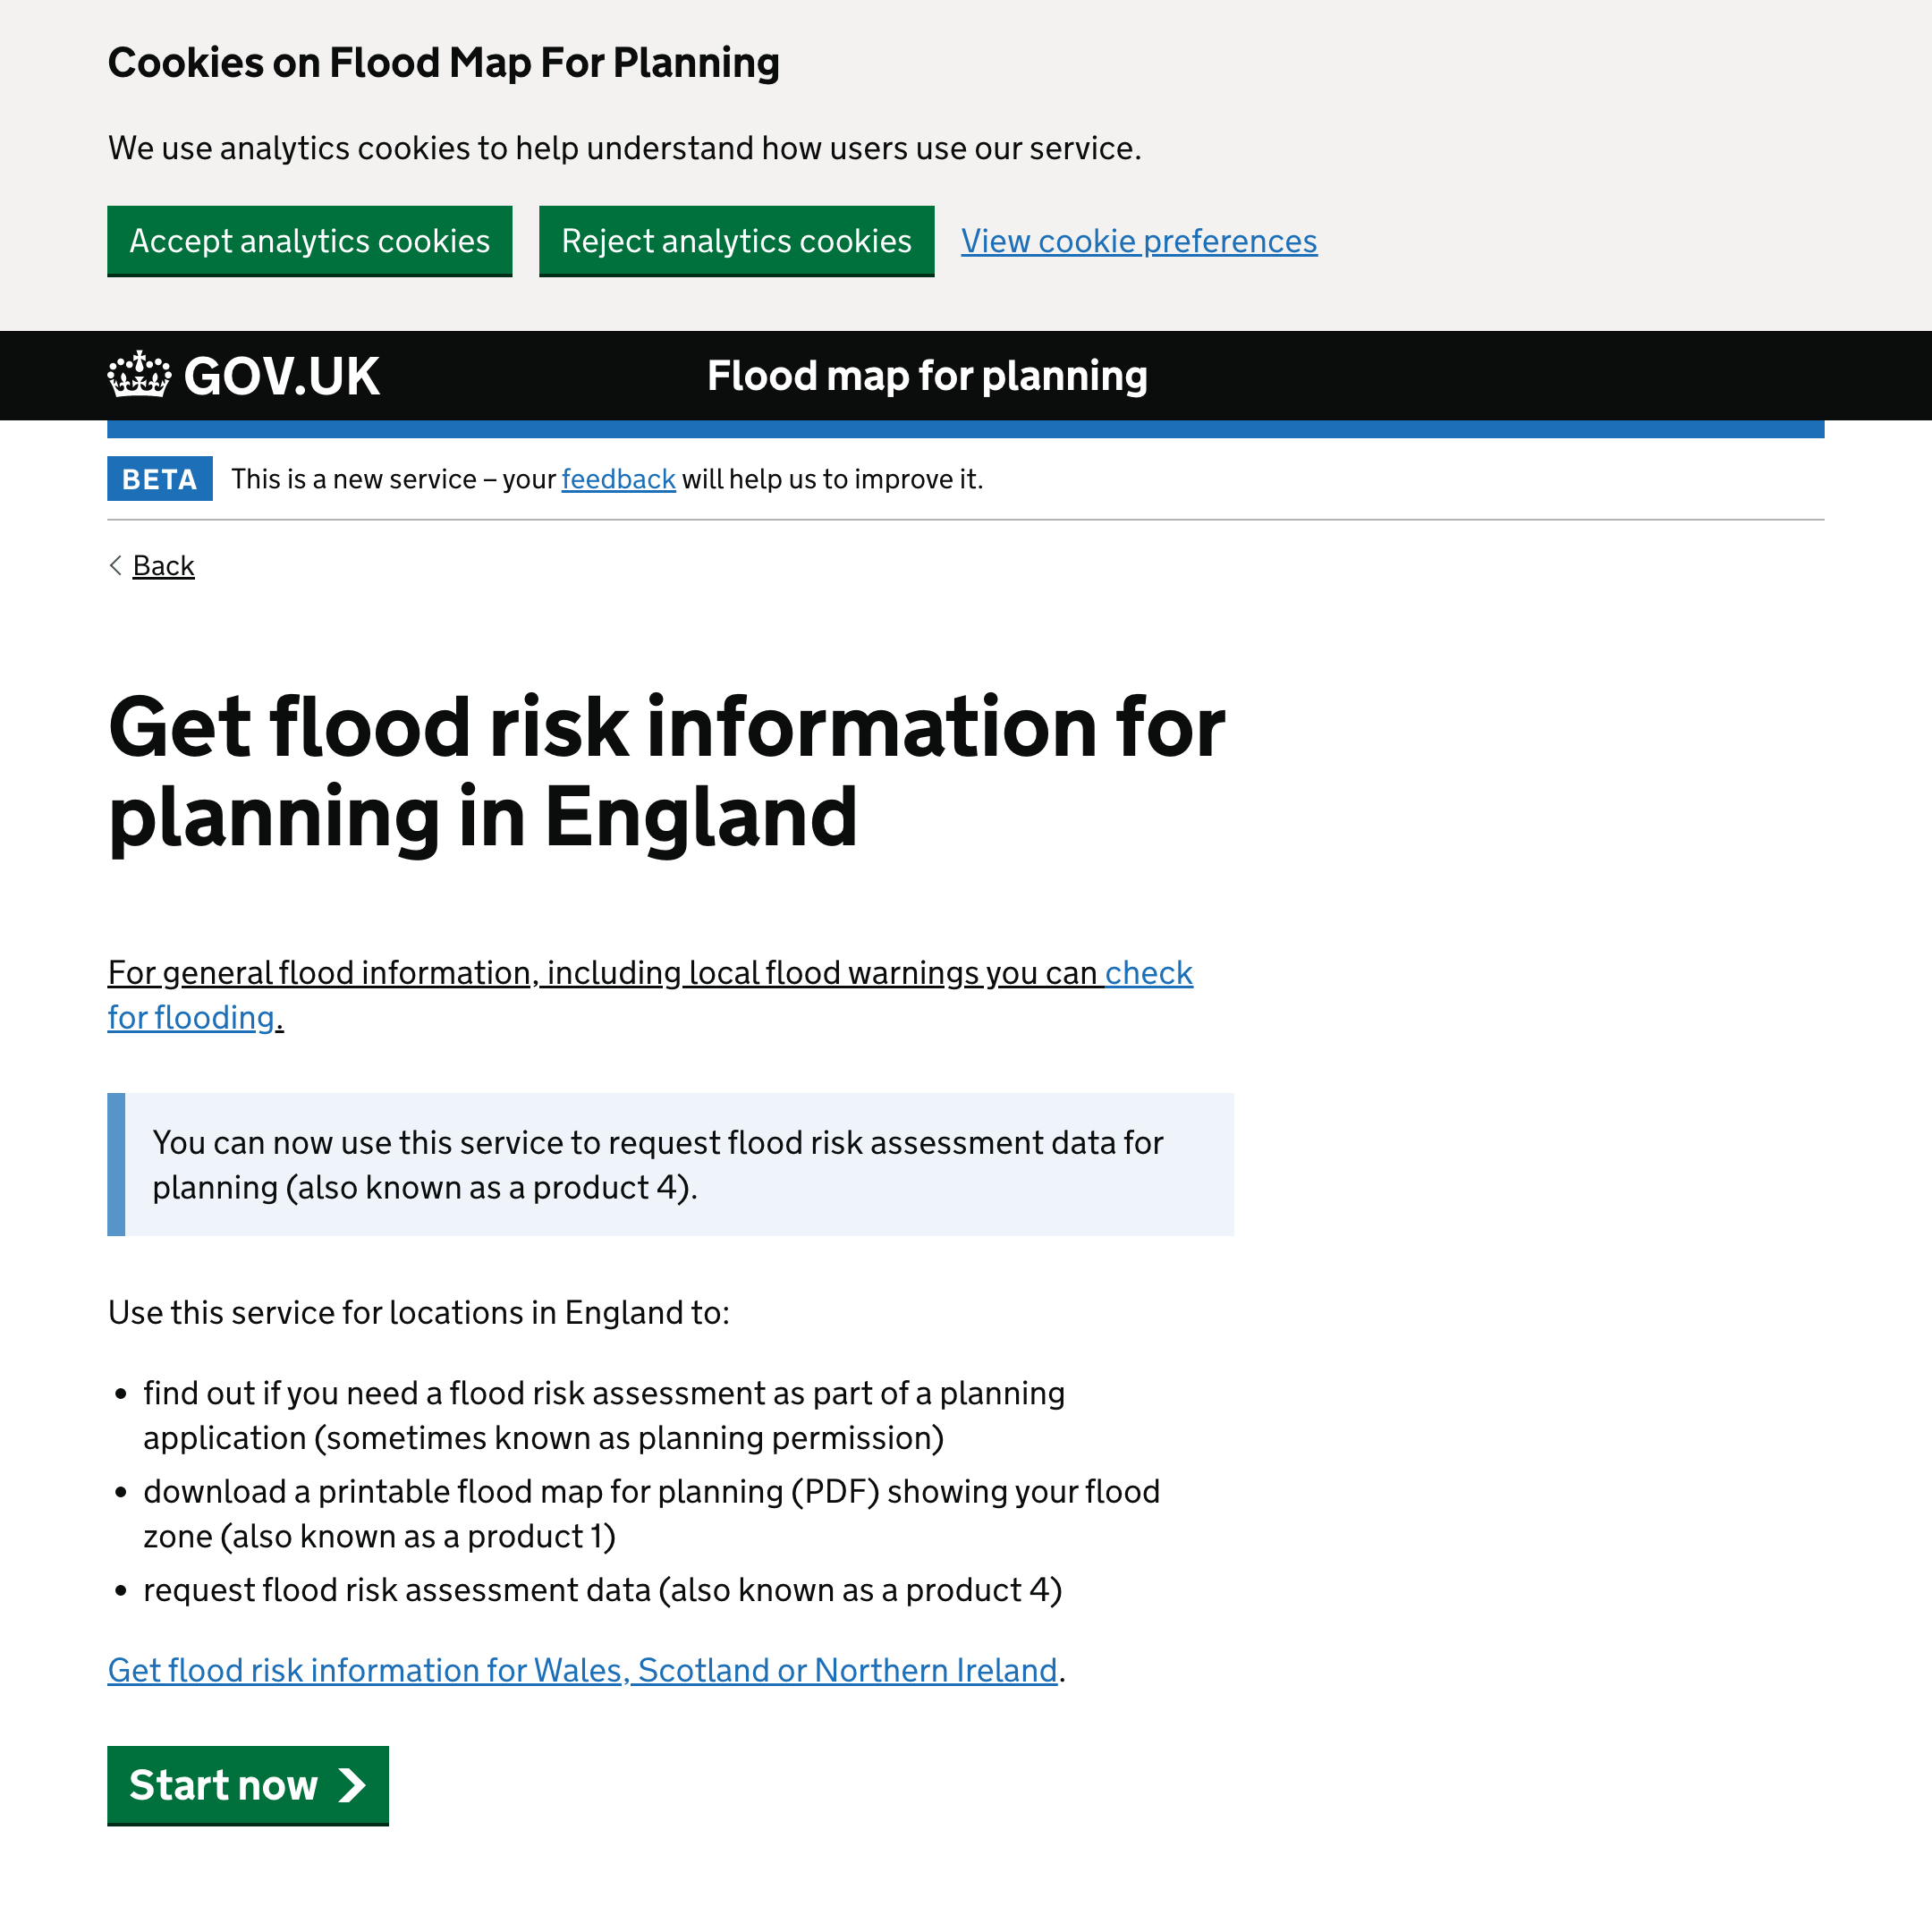 Cookies on Flood Map For Planning
We use analytics cookies to help understand how users use our service.
Accept analytics cookies
Reject analytics cookies
View cookie preferences
GOV.UK
Flood map for planning
BETA
This is a new service – your feedback will help us to improve it.
Back
Get flood risk information for
planning in England
For general flood information, including local flood warnings you can check
for flooding.
You can now use this service to request flood risk assessment data for
planning (also known as a product 4).
Use this service for locations in England to:
• find out if you need a flood risk assessment as part of a planning
application (sometimes known as planning permission)
• download a printable flood map for planning (PDF) showing your flood
zone (also known as a product 1)
• request flood risk assessment data (also known as a product 4)
Get flood risk information for Wales, Scotland or Northern Ireland.
Start now